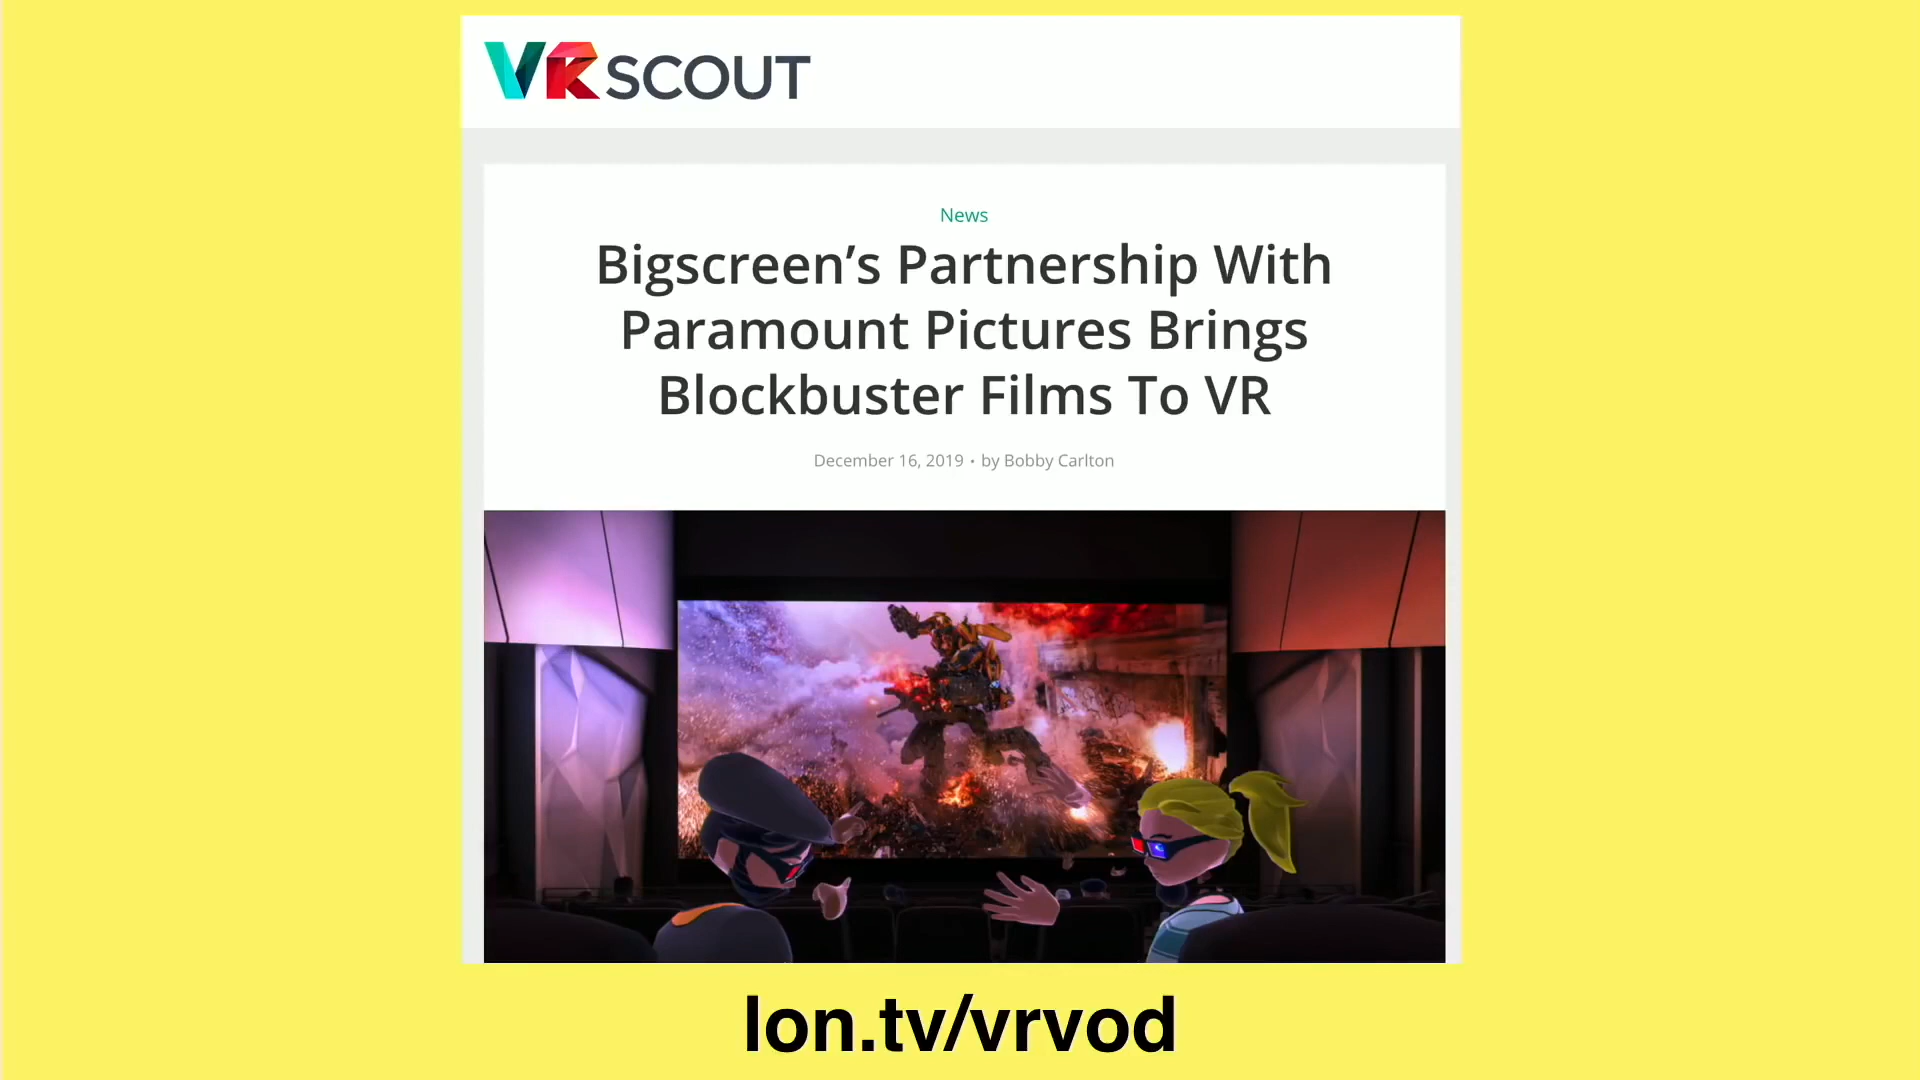 VRSCOUT
News
Bigscreen’s Partnership With
Paramount Pictures Brings
Blockbuster Films To VR
December 16, 2019 • by Bobby Carlton
lon.tv/vrvod